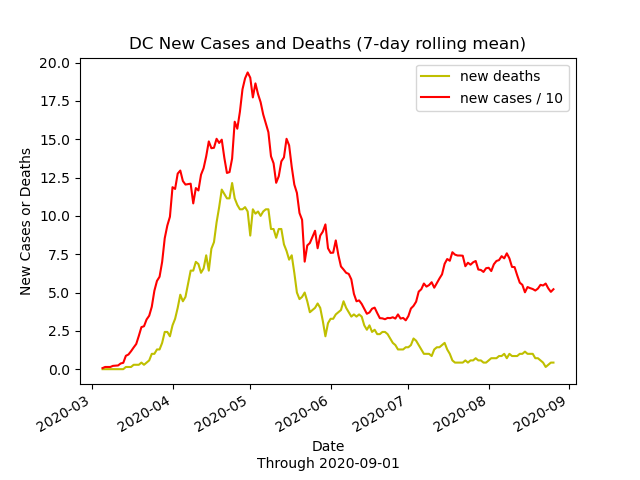 DC New Cases and Deaths (7-day rolling mean)
20.0
17.5
15.0
12.5
10.0
7.5
5.0
2.5
0.0
New Cases or Deaths
new deaths
new cases / 10
2020-03
2020-04
2020-05
2020-06
2020-07
2020-08
2020-09
Date
Through 2020-09-01